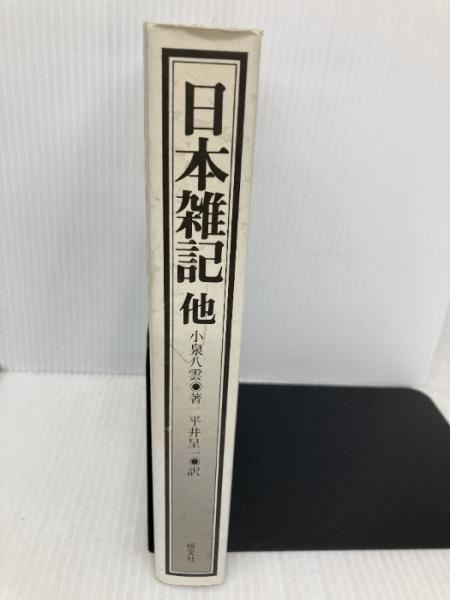 日本雑記 他
小泉八雲◉著 平井呈一◉訳
恒文社